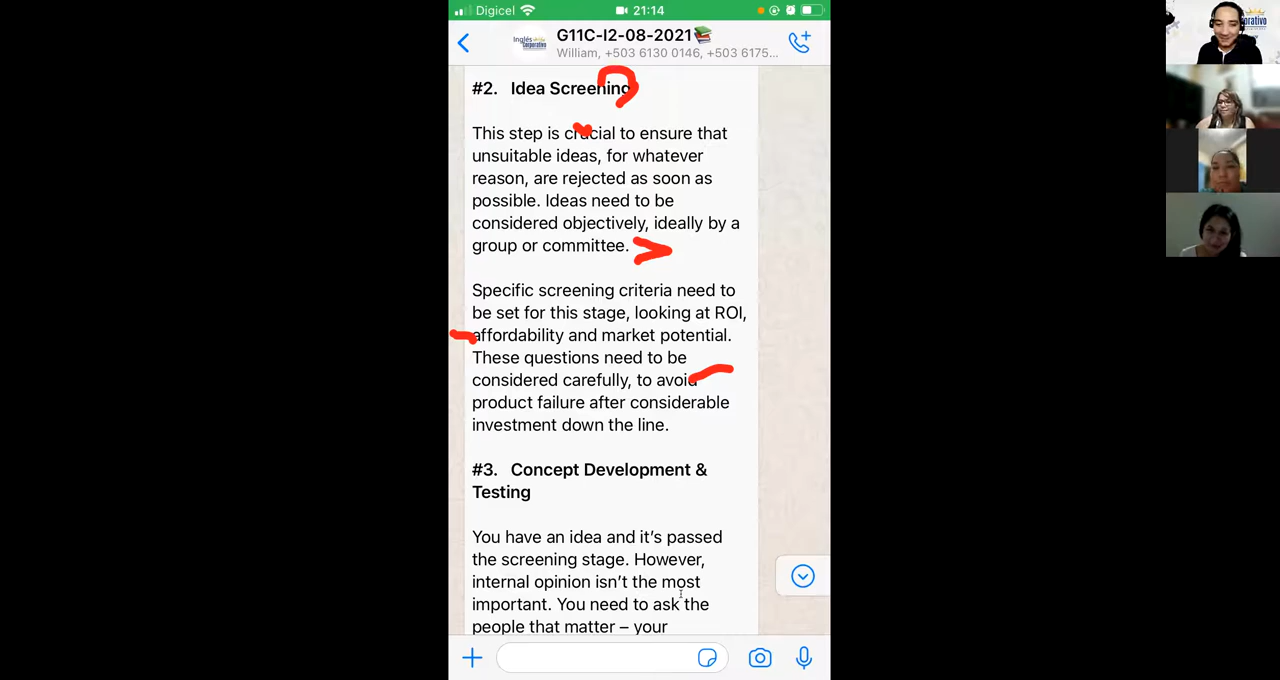 Digicel
21:14
G11C-I2-08-2021
William, +503 6130 0146, +503 6175...
Inglés
Corporativo
#2. Idea Screening
This step is crucial to ensure that
unsuitable ideas, for whatever
reason, are rejected as soon as
possible. Ideas need to be
considered objectively, ideally by a
group or committee.
Specific screening criteria need to
be set for this stage, looking at ROI,
affordability and market potential.
These questions need to be
considered carefully, to avoid
product failure after considerable
investment down the line.
#3. Concept Development &
Testing
You have an idea and it's passed
the screening stage. However,
internal opinion isn't the most
important. You need to ask the
people that matter – your